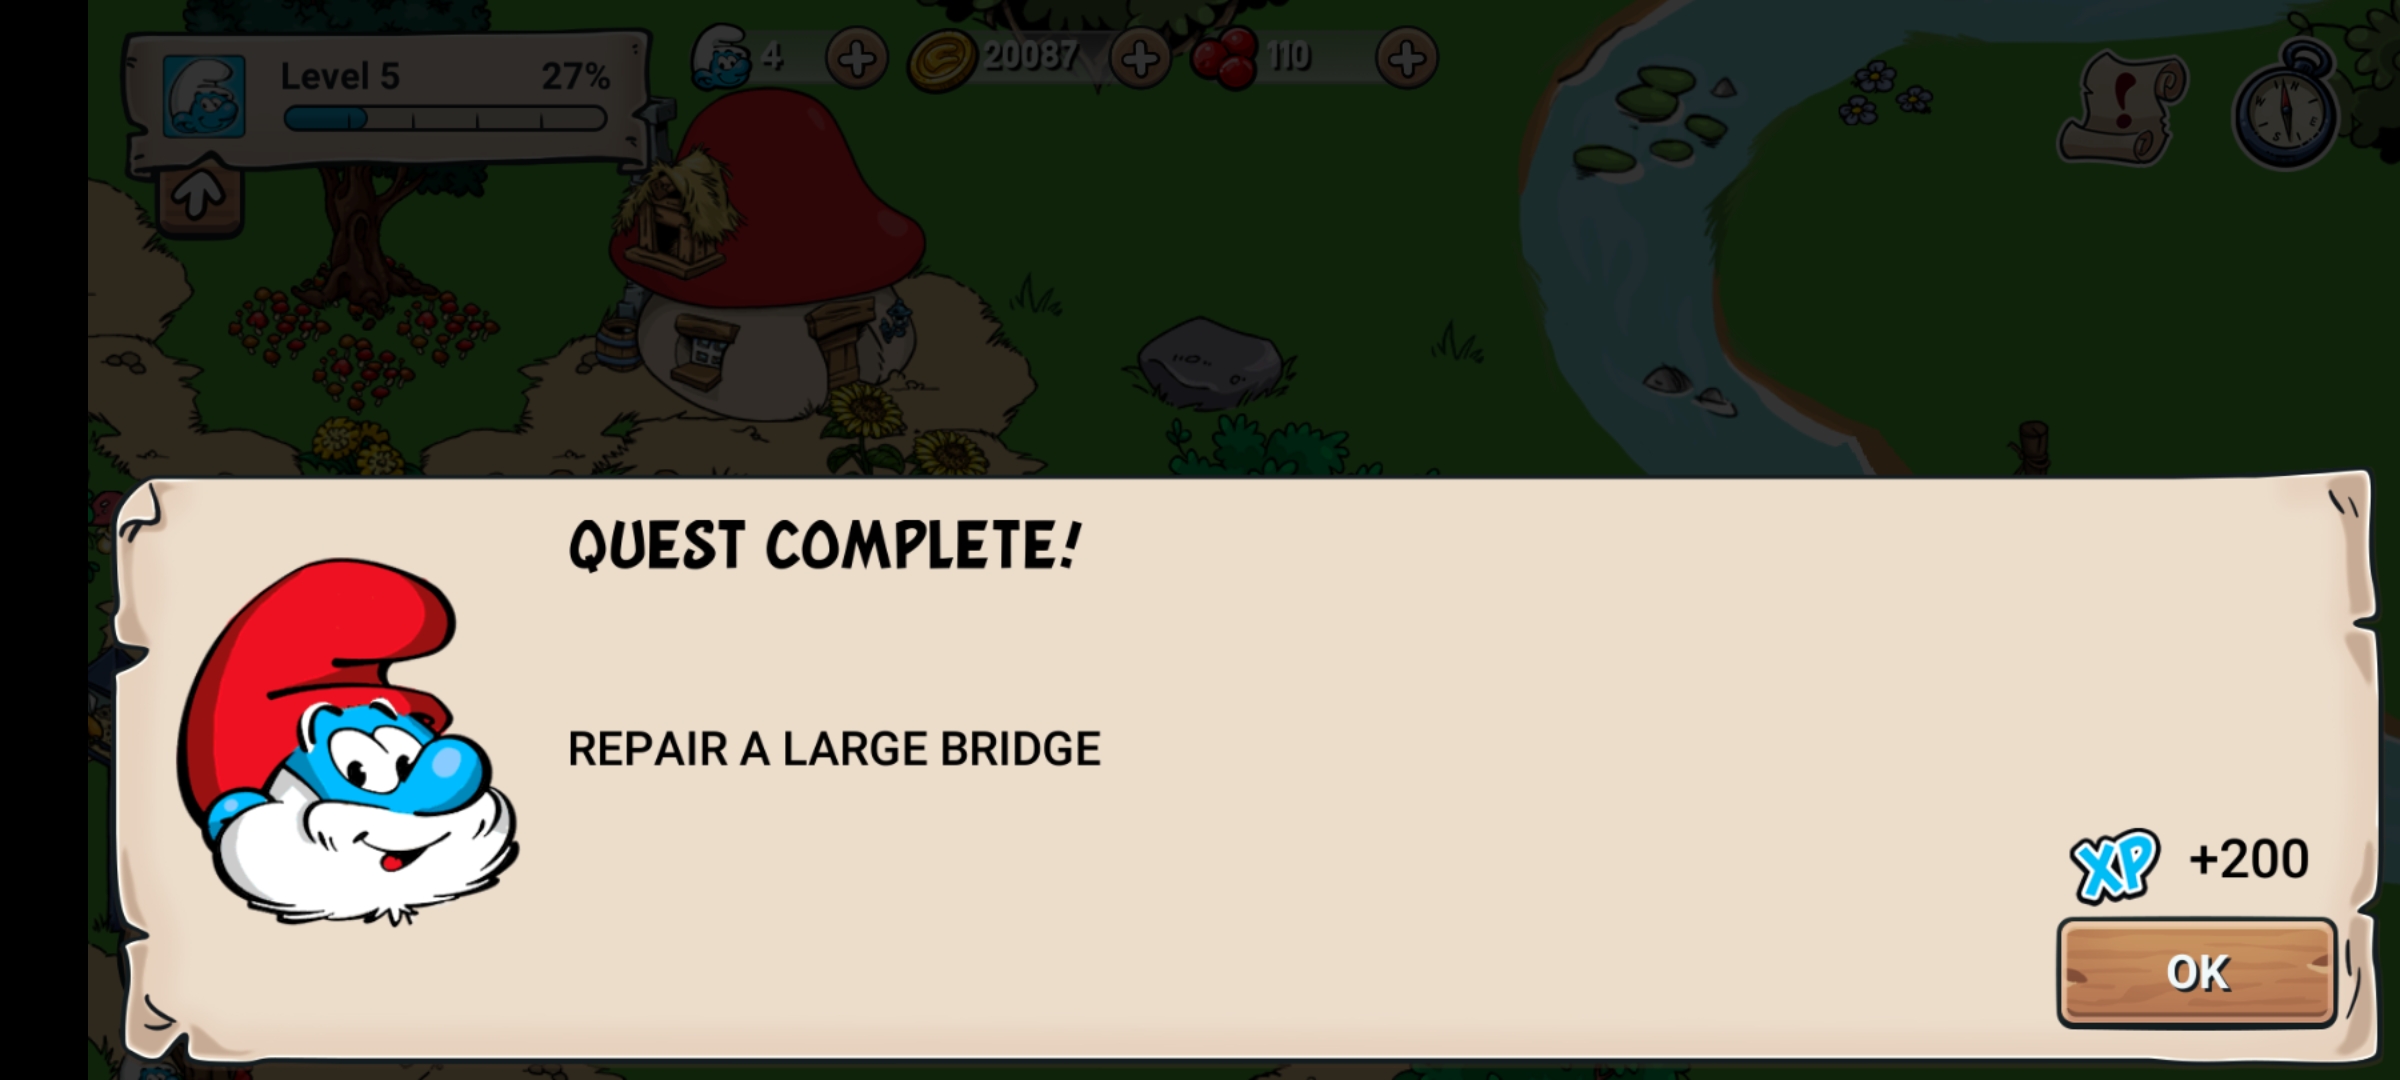 Level 5 27%
4
20087
110
QUEST COMPLETE!
REPAIR A LARGE BRIDGE
XP +200
OK